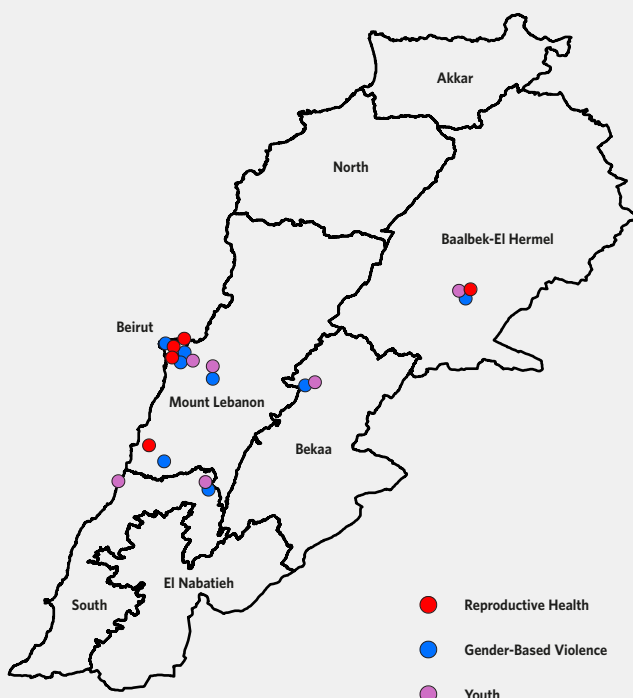 Akkar
North
Baalbek-El Hermel
Beirut
Mount Lebanon
Bekaa
El Nabatieh
South
Reproductive Health
Gender-Based Violence
Youth